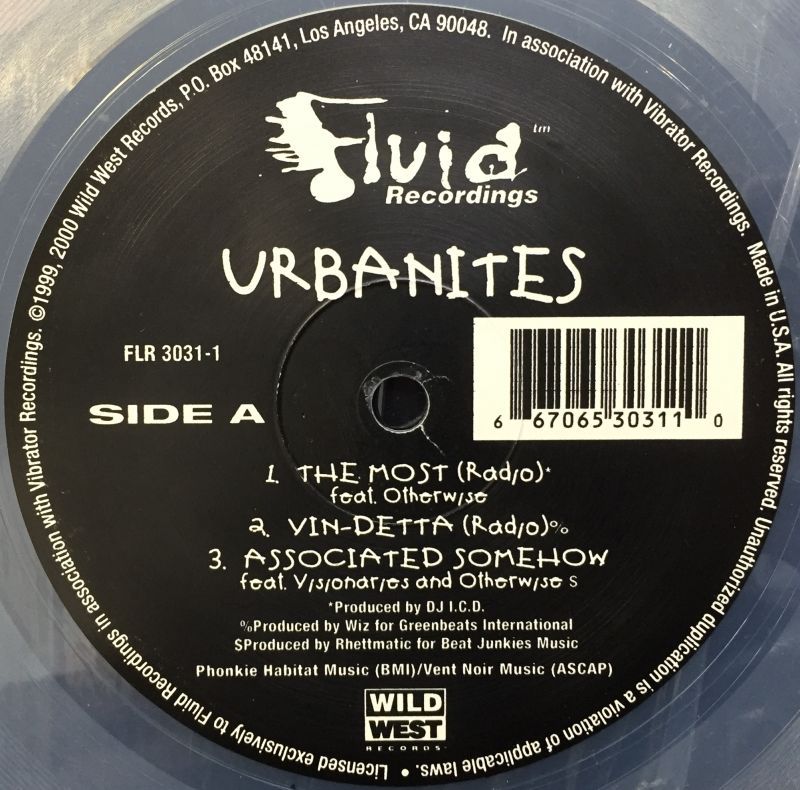 ©1999, 2000 Wild West Records, P.O. Box 48141, Los Angeles, CA 90048. In association with Vibrator Recordings. Made in U.S.A. All rights reserved. Unauthorized duplication is a violation of applicable laws. • Licensed exclusively to Fluid Recordings in association with Vibrator Recordings.
Fluid tm
Recordings
URBANITES
FLR 3031-1
SIDE A
6 67065 30311 0
1. THE MOST (Radio)*
feat. Otherwise
2. VIN-DETTA (Radio)%
3. ASSOCIATED SOMEHOW
feat. Visionaries and Otherwise $
*Produced by DJ I.C.D.
%Produced by Wiz for Greenbeats International
$Produced by Rhettmatic for Beat Junkies Music
Phonkie Habitat Music (BMI)/Vent Noir Music (ASCAP)
WILD
WEST
RECORDS